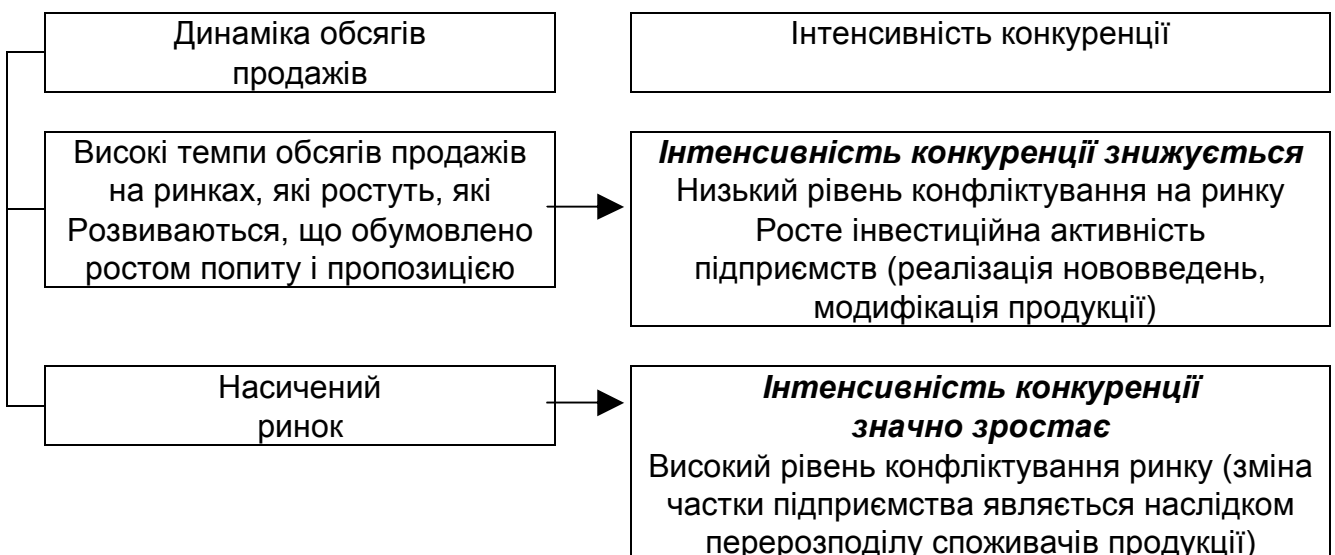 Динаміка обсягів
продажів
Інтенсивність конкуренції
Високі темпи обсягів продажів
на ринках, які ростуть, які
Розвиваються, що обумовлено
ростом попиту і пропозицією
Інтенсивність конкуренції знижується
Низький рівень конфліктування на ринку
Росте інвестиційна активність
підприємств (реалізація нововведень,
модифікація продукції)
Насичений
ринок
Інтенсивність конкуренції
значно зростає
Високий рівень конфліктування ринку (зміна
частки підприємства являється наслідком
перерозподілу споживачів продукції)